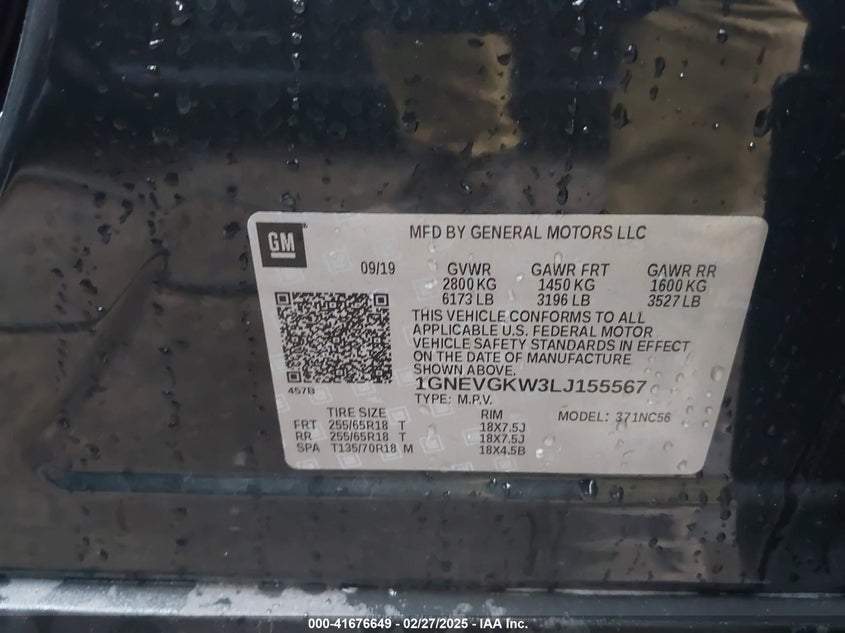 GM
MFD BY GENERAL MOTORS LLC
09/19 GVWR GAWR FRT GAWR RR
2800 KG 1450 KG 1600 KG
6173 LB 3196 LB 3527 LB
THIS VEHICLE CONFORMS TO ALL
APPLICABLE U.S. FEDERAL MOTOR
VEHICLE SAFETY STANDARDS IN EFFECT
ON THE DATE OF MANUFACTURE
SHOWN ABOVE.
1GNEVGKW3LJ155567
457B
TYPE: M.P.V.
TIRE SIZE RIM MODEL: 371NC56
FRT 255/65R18 T 18X7.5J
RR 255/65R18 T 18X7.5J
SPA T135/70R18 M 18X4.5B
000-41676649 - 02/27/2025 - IAA Inc.